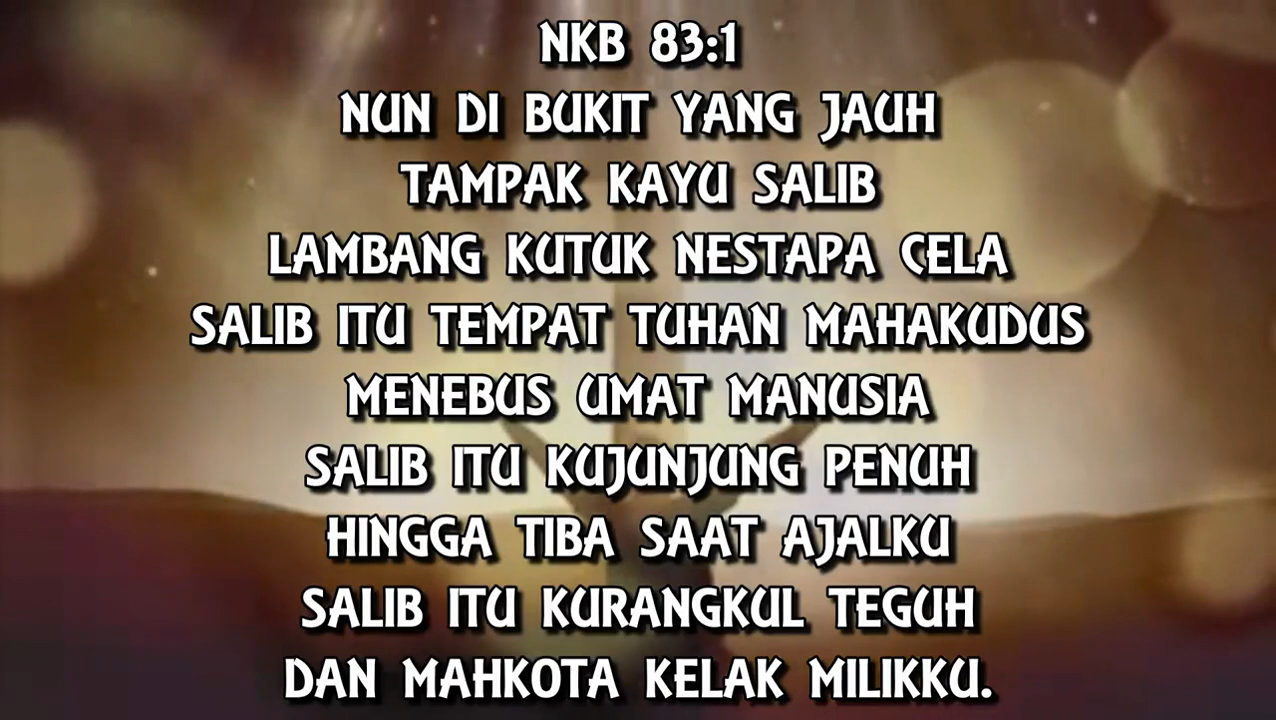 NKB 83:1
NUN DI BUKIT YANG JAUH
TAMPAK KAYU SALIB
LAMBANG KUTUK NESTAPA CELA
SALIB ITU TEMPAT TUHAN MAHAKUDUS
MENEBUS UMAT MANUSIA
SALIB ITU KUJUNJUNG PENUH
HINGGA TIBA SAAT AJALKU
SALIB ITU KURANGKUL TEGUH
DAN MAHKOTA KELAK MILIKKU.